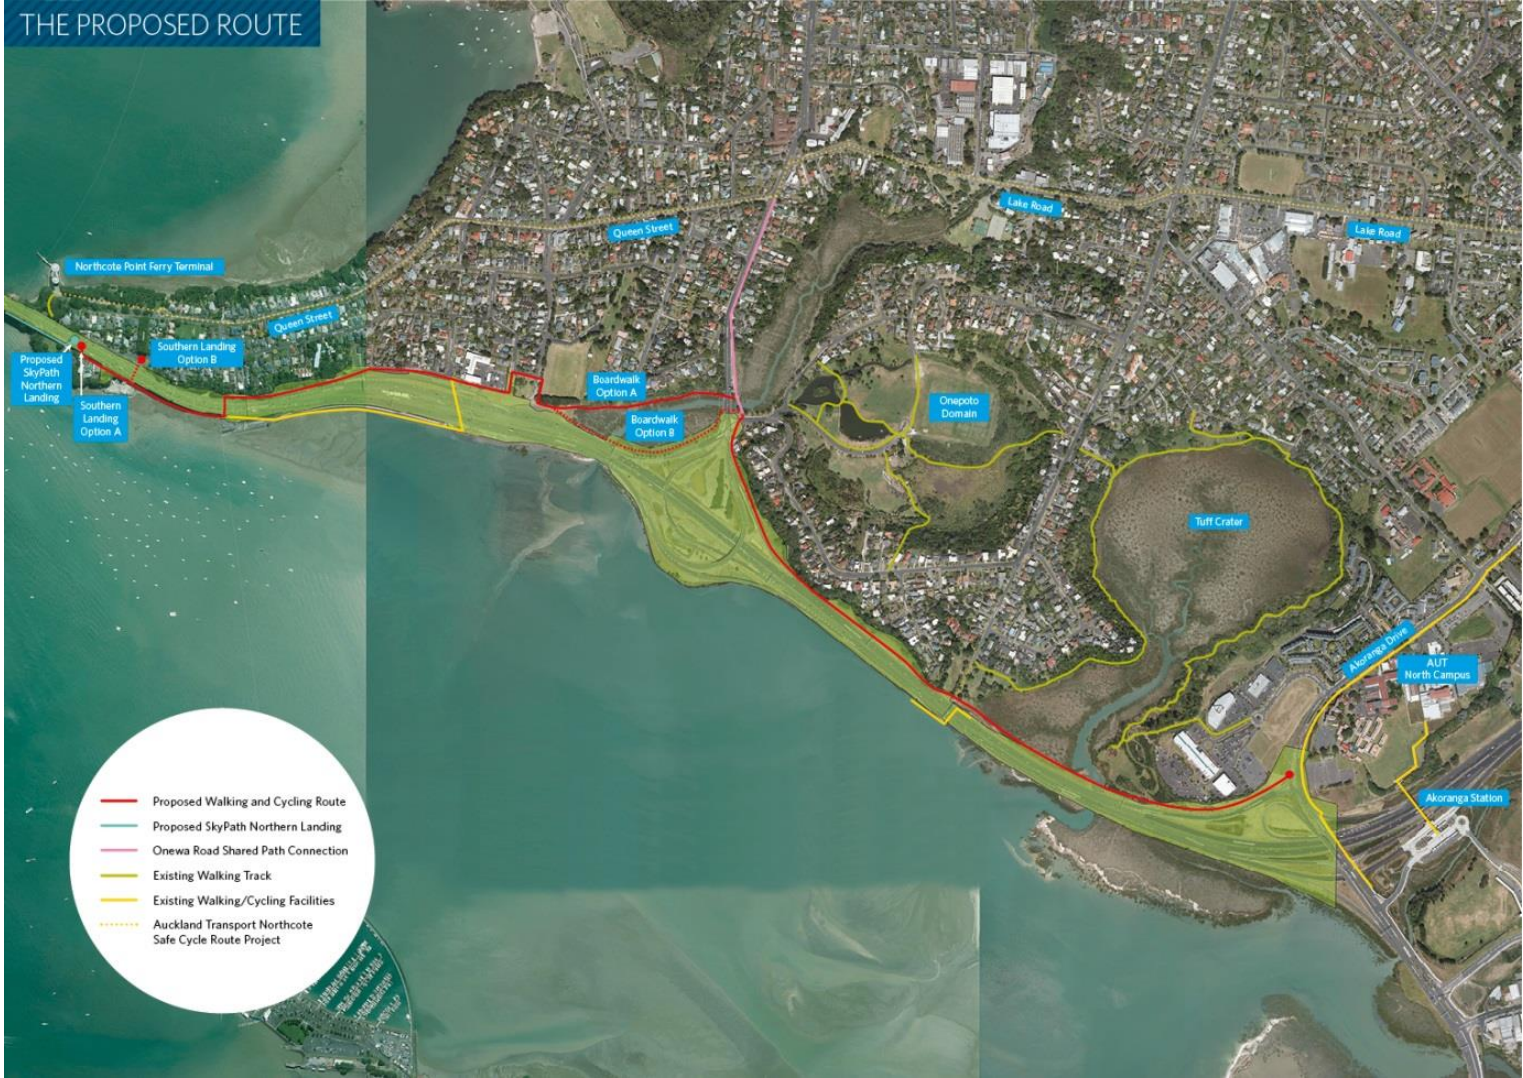 THE PROPOSED ROUTE
Lake Road
Queen Street
Lake Road
Northcote Point Ferry Terminal
Queen Street
Southern Landing
Option B
Proposed
SkyPath
Northern
Landing
Southern
Landing
Option A
Boardwalk
Option A
Boardwalk
Option B
Onepoto
Domain
Tuff Crater
Akoranga Drive
AUT
North Campus
Akoranga Station
Proposed Walking and Cycling Route
Proposed SkyPath Northern Landing
Onewa Road Shared Path Connection
Existing Walking Track
Existing Walking/Cycling Facilities
Auckland Transport Northcote
Safe Cycle Route Project